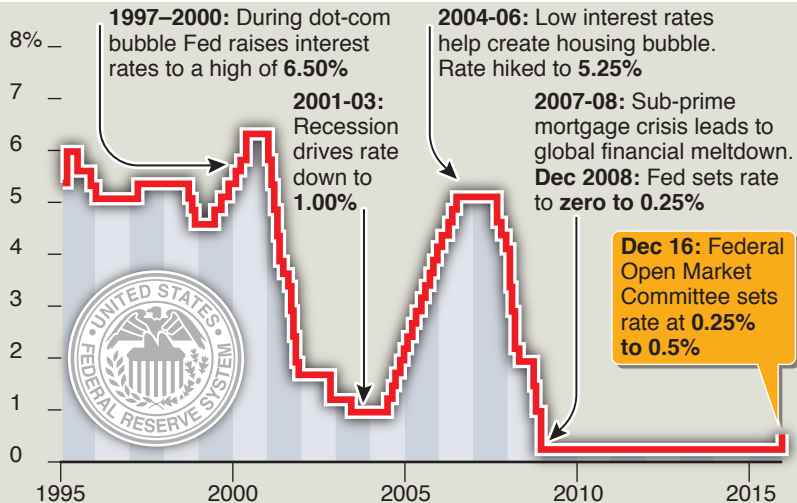 1997–2000: During dot-com
bubble Fed raises interest
rates to a high of 6.50%
2004-06: Low interest rates
help create housing bubble.
Rate hiked to 5.25%
2001-03:
Recession
drives rate
down to
1.00%
2007-08: Sub-prime
mortgage crisis leads to
global financial meltdown.
Dec 2008: Fed sets rate
to zero to 0.25%
Dec 16: Federal
Open Market
Committee sets
rate at 0.25%
to 0.5%
8%
7
6
5
4
3
2
1
0
UNITED STATES
FEDERAL RESERVE SYSTEM
1995
2000
2005
2010
2015